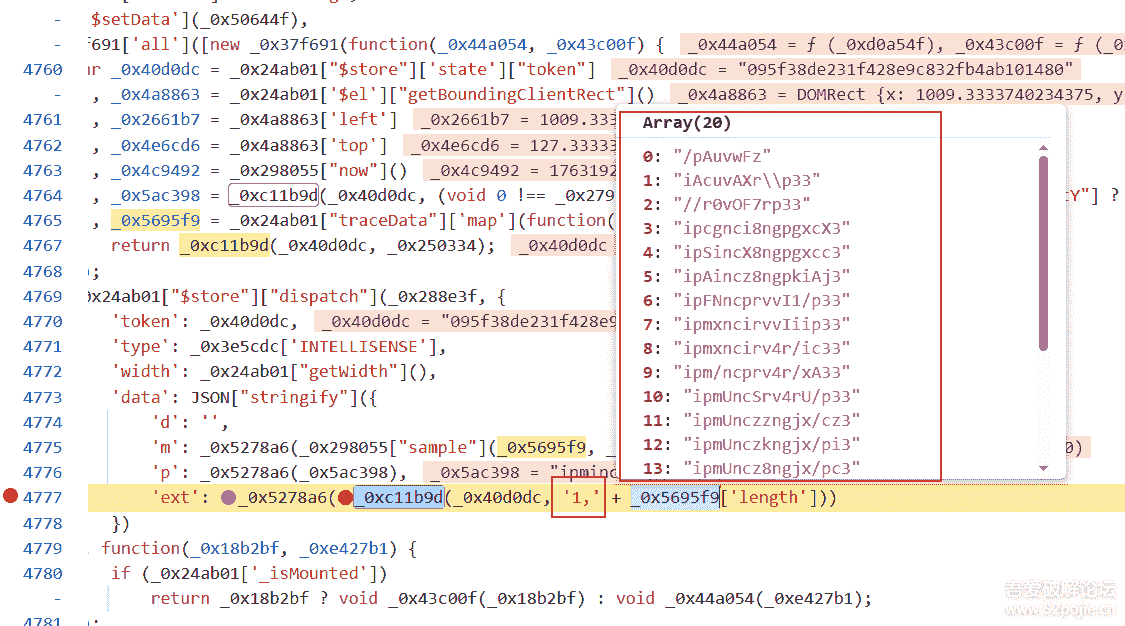 $setData'](_0x50644f),
- f691['all']([new _0x37f691(function(_0x44a054, _0x43c00f) { _0x44a054 = ƒ (_0xd0a54f), _0x43c00f = ƒ (_0x
4760 ar _0x40d0dc = _0x24ab01["$store"]['state']["token"] _0x40d0dc = "095f38de231f428e9c832fb4ab101480"
- , _0x4a8863 = _0x24ab01['$el']["getBoundingClientRect"]() _0x4a8863 = DOMRect {x: 1009.3333740234375, y
4761 , _0x2661b7 = _0x4a8863['left'] _0x2661b7 = 1009.333
4762 , _0x4e6cd6 = _0x4a8863['top'] _0x4e6cd6 = 127.33333
4763 , _0x4c9492 = _0x298055["now"]() _0x4c9492 = 1763192
4764 , _0x5ac398 = _0xc11b9d(_0x40d0dc, (void 0 !== _0x279 tY"] ?
4765 , _0x5695f9 = _0x24ab01["traceData"]['map'](function(
4767 return _0xc11b9d(_0x40d0dc, _0x250334); _0x40d0dc
4768 );
4769 0x24ab01["$store"]["dispatch"](_0x288e3f, {
4770 'token': _0x40d0dc, _0x40d0dc = "095f38de231f428e9
4771 'type': _0x3e5cdc['INTELLISENSE'],
4772 'width': _0x24ab01["getWidth"](),
4773 'data': JSON["stringify"]({
4774 'd': '',
4775 'm': _0x5278a6(_0x298055["sample"](_0x5695f9, _ 0)
4776 'p': _0x5278a6(_0x5ac398), _0x5ac398 = "ipminc
4777 'ext': _0x5278a6(_0xc11b9d(_0x40d0dc, '1,' + _0x5695f9['length']))
4778 })
4779 function(_0x18b2bf, _0xe427b1) {
4780 if (_0x24ab01['_isMounted'])
- return _0x18b2bf ? void _0x43c00f(_0x18b2bf) : void _0x44a054(_0xe427b1);
4781
Array(20)
0: "/pAuvwFz"
1: "iAcuvAXr\\p33"
2: "//r0vOF7rp33"
3: "ipcgnci8ngpgxcX3"
4: "ipSincX8ngpgxcc3"
5: "ipAincz8ngpkiAj3"
6: "ipFNncprvvI1/p33"
7: "ipmxncirvvIiip33"
8: "ipmxncirv4r/ic33"
9: "ipm/ncprv4r/xA33"
10: "ipmUncSrv4rU/p33"
11: "ipmUnczzngjx/cz3"
12: "ipmUnczkngjx/pi3"
13: "ipmUncz8ngjx/pc3"
吾爱破解论坛
www.52pojie.cn